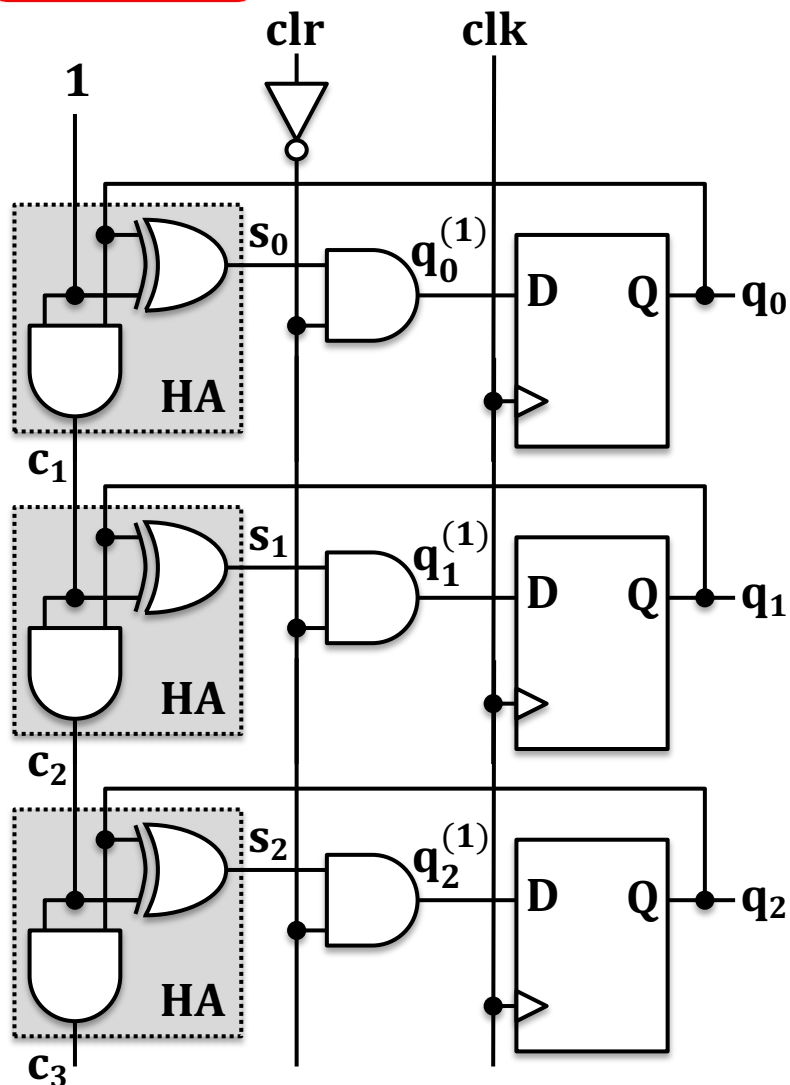 clr clk
1
s₀ q₀⁽¹⁾
D Q q₀
HA
c₁
s₁ q₁⁽¹⁾
D Q q₁
HA
c₂
s₂ q₂⁽¹⁾
D Q q₂
HA
c₃